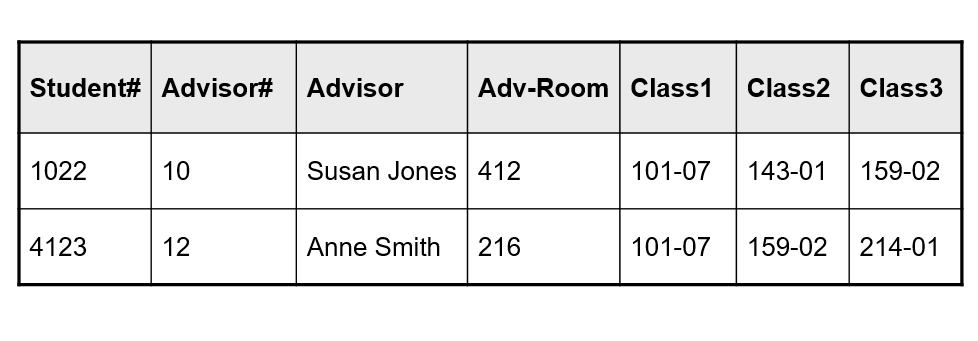 Student# Advisor# Advisor Adv-Room Class1 Class2 Class3
1022 10 Susan Jones 412 101-07 143-01 159-02
4123 12 Anne Smith 216 101-07 159-02 214-01